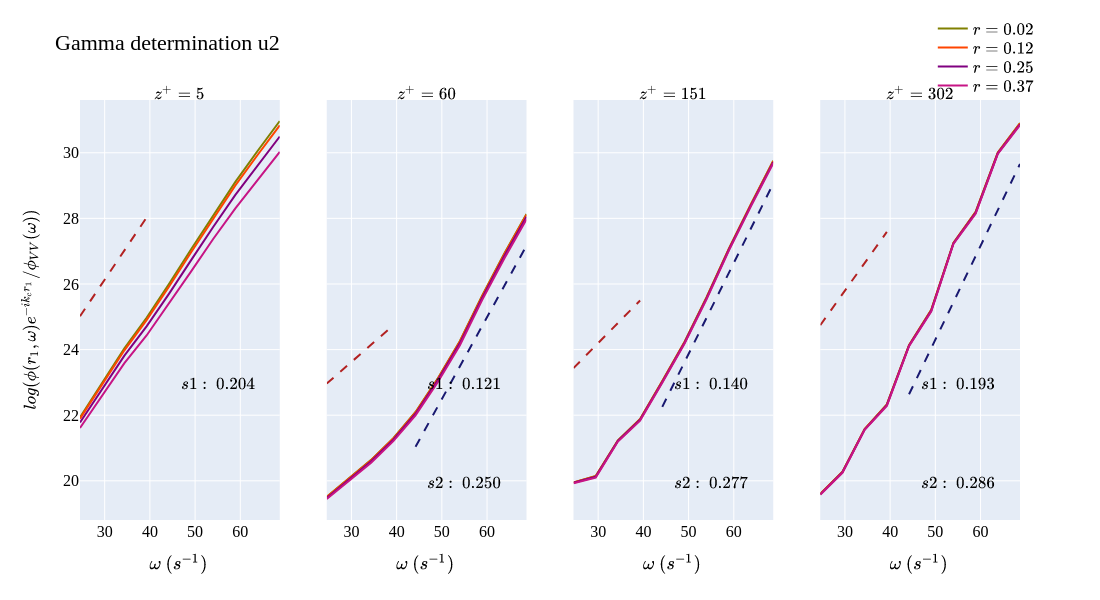 Gamma determination u2
r = 0.02
r = 0.12
r = 0.25
r = 0.37
z⁺ = 5
z⁺ = 60
z⁺ = 151
z⁺ = 302
log(ϕ(r₁, ω)e^{-ik_c r₁}/ϕ_{VV}(ω))
30
28
26
24
22
20
s1 : 0.204
s1 : 0.121
s1 : 0.140
s1 : 0.193
s2 : 0.250
s2 : 0.277
s2 : 0.286
30 40 50 60
30 40 50 60
30 40 50 60
30 40 50 60
ω (s⁻¹)
ω (s⁻¹)
ω (s⁻¹)
ω (s⁻¹)